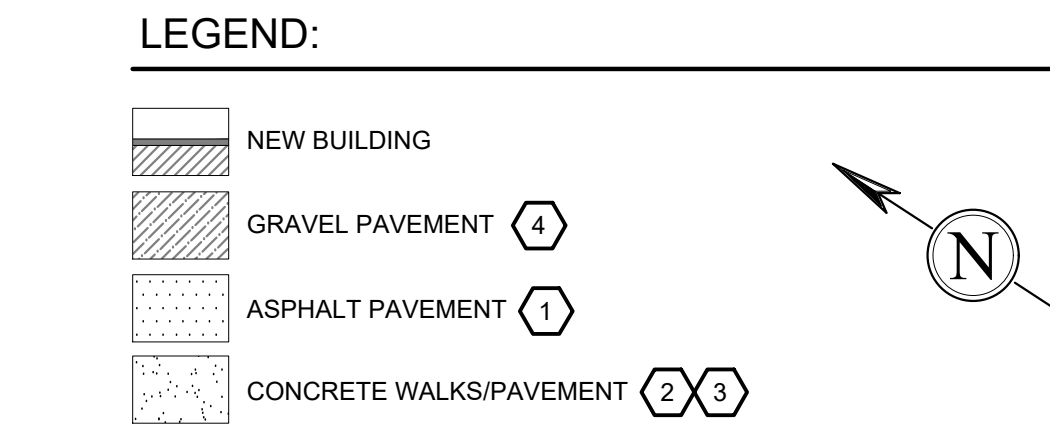 LEGEND:
NEW BUILDING
GRAVEL PAVEMENT 4
N
ASPHALT PAVEMENT 1
CONCRETE WALKS/PAVEMENT 2 3